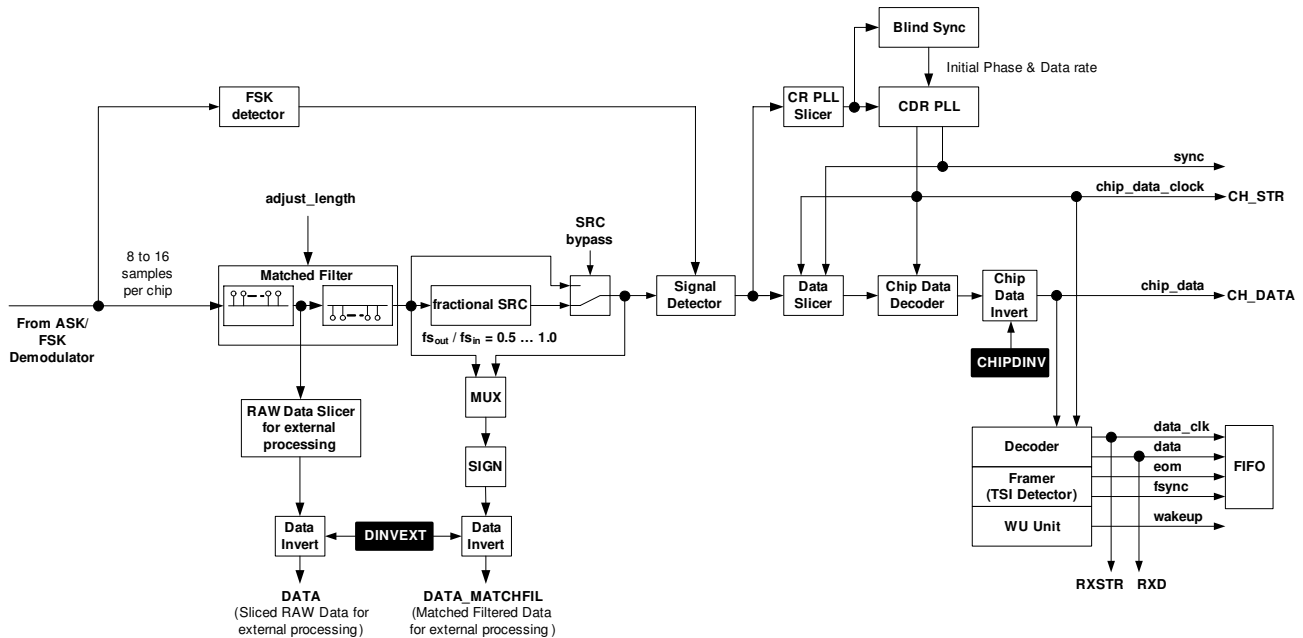 Blind Sync
Initial Phase & Data rate
FSK
detector
CR PLL
Slicer
CDR PLL
sync
adjust_length
chip_data_clock
CH_STR
SRC
bypass
8 to 16
samples
per chip
Matched Filter
fractional SRC
Signal
Detector
Data
Slicer
Chip Data
Decoder
Chip
Data
Invert
chip_data
CH_DATA
From ASK/
FSK
Demodulator
fsout / fsin = 0.5 … 1.0
CHIPDINV
MUX
RAW Data Slicer
for external
processing
SIGN
Decoder
Framer
(TSI Detector)
WU Unit
data_clk
data
eom
fsync
wakeup
FIFO
Data
Invert
DINVEXT
Data
Invert
RXSTR
RXD
DATA
(Sliced RAW Data for
external processing)
DATA_MATCHFIL
(Matched Filtered Data
for external processing)